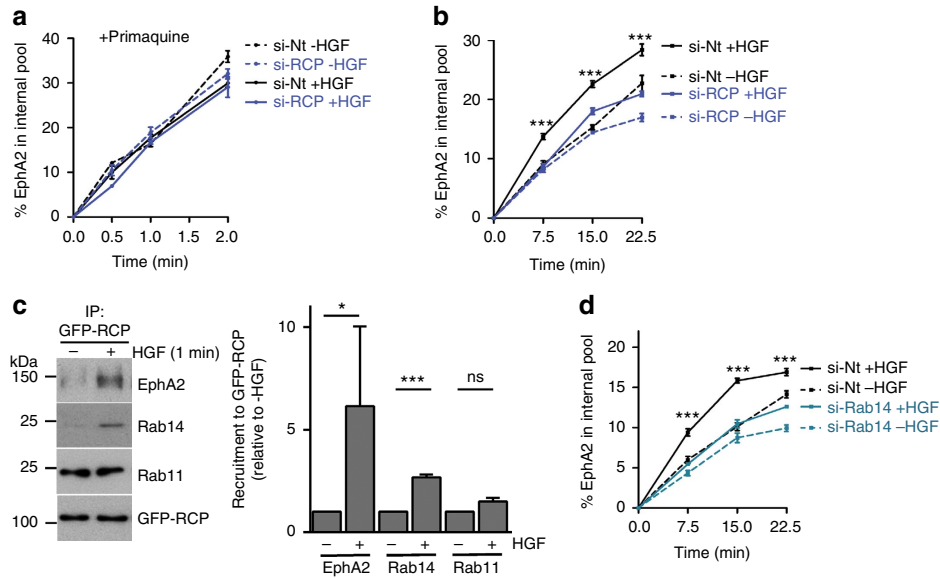 a
+Primaquine
% EphA2 in internal pool
40
30
20
10
0
0.0 0.5 1.0 1.5 2.0
Time (min)
si-Nt -HGF
si-RCP -HGF
si-Nt +HGF
si-RCP +HGF
b
% EphA2 in internal pool
30
20
10
0
0.0 7.5 15.0 22.5
Time (min)
*** *** ***
si-Nt +HGF
si-Nt –HGF
si-RCP +HGF
si-RCP –HGF
c
IP:
GFP-RCP
– + HGF (1 min)
kDa
150 EphA2
25 Rab14
25 Rab11
100 GFP-RCP
Recruitment to GFP-RCP
(relative to -HGF)
10
5
0
* *** ns
– + – + – + HGF
EphA2 Rab14 Rab11
d
% EphA2 in internal pool
20
15
10
5
0
0.0 7.5 15.0 22.5
Time (min)
*** *** ***
si-Nt +HGF
si-Nt –HGF
si-Rab14 +HGF
si-Rab14 –HGF